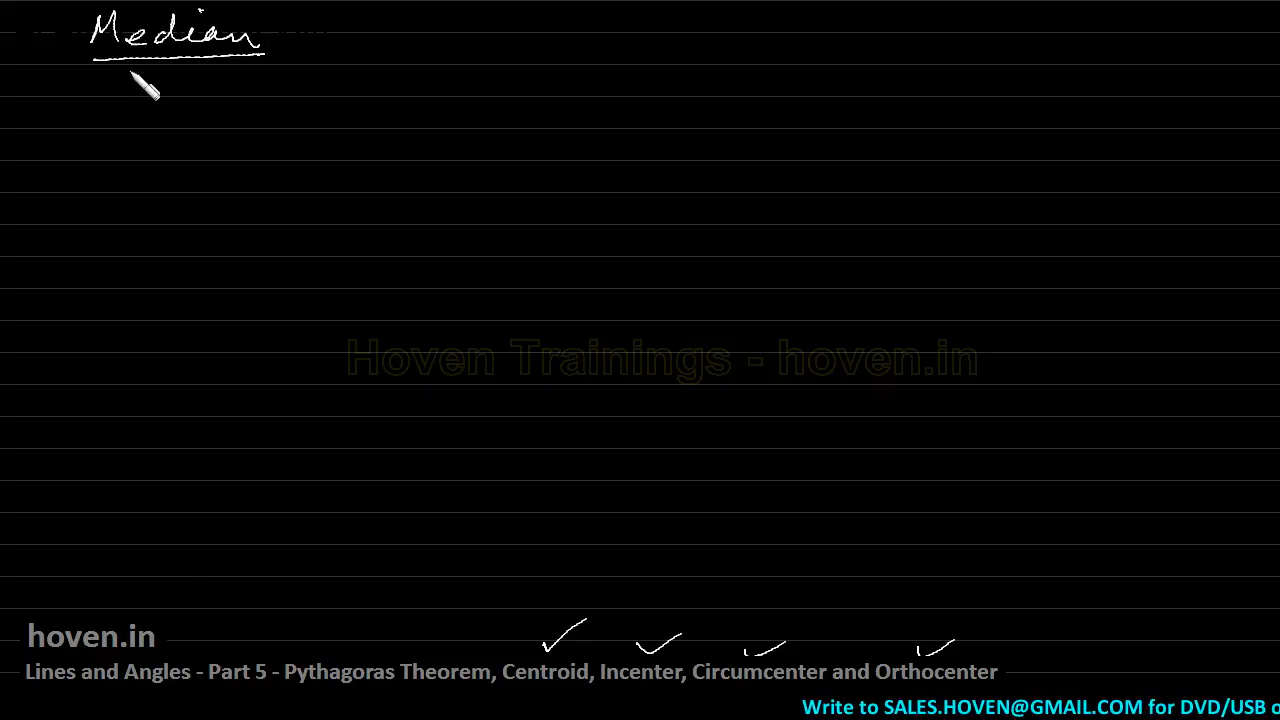 Median
Hoven Trainings - hoven.in
hoven.in
Lines and Angles - Part 5 - Pythagoras Theorem, Centroid, Incenter, Circumcenter and Orthocenter
Write to SALES.HOVEN@GMAIL.COM for DVD/USB